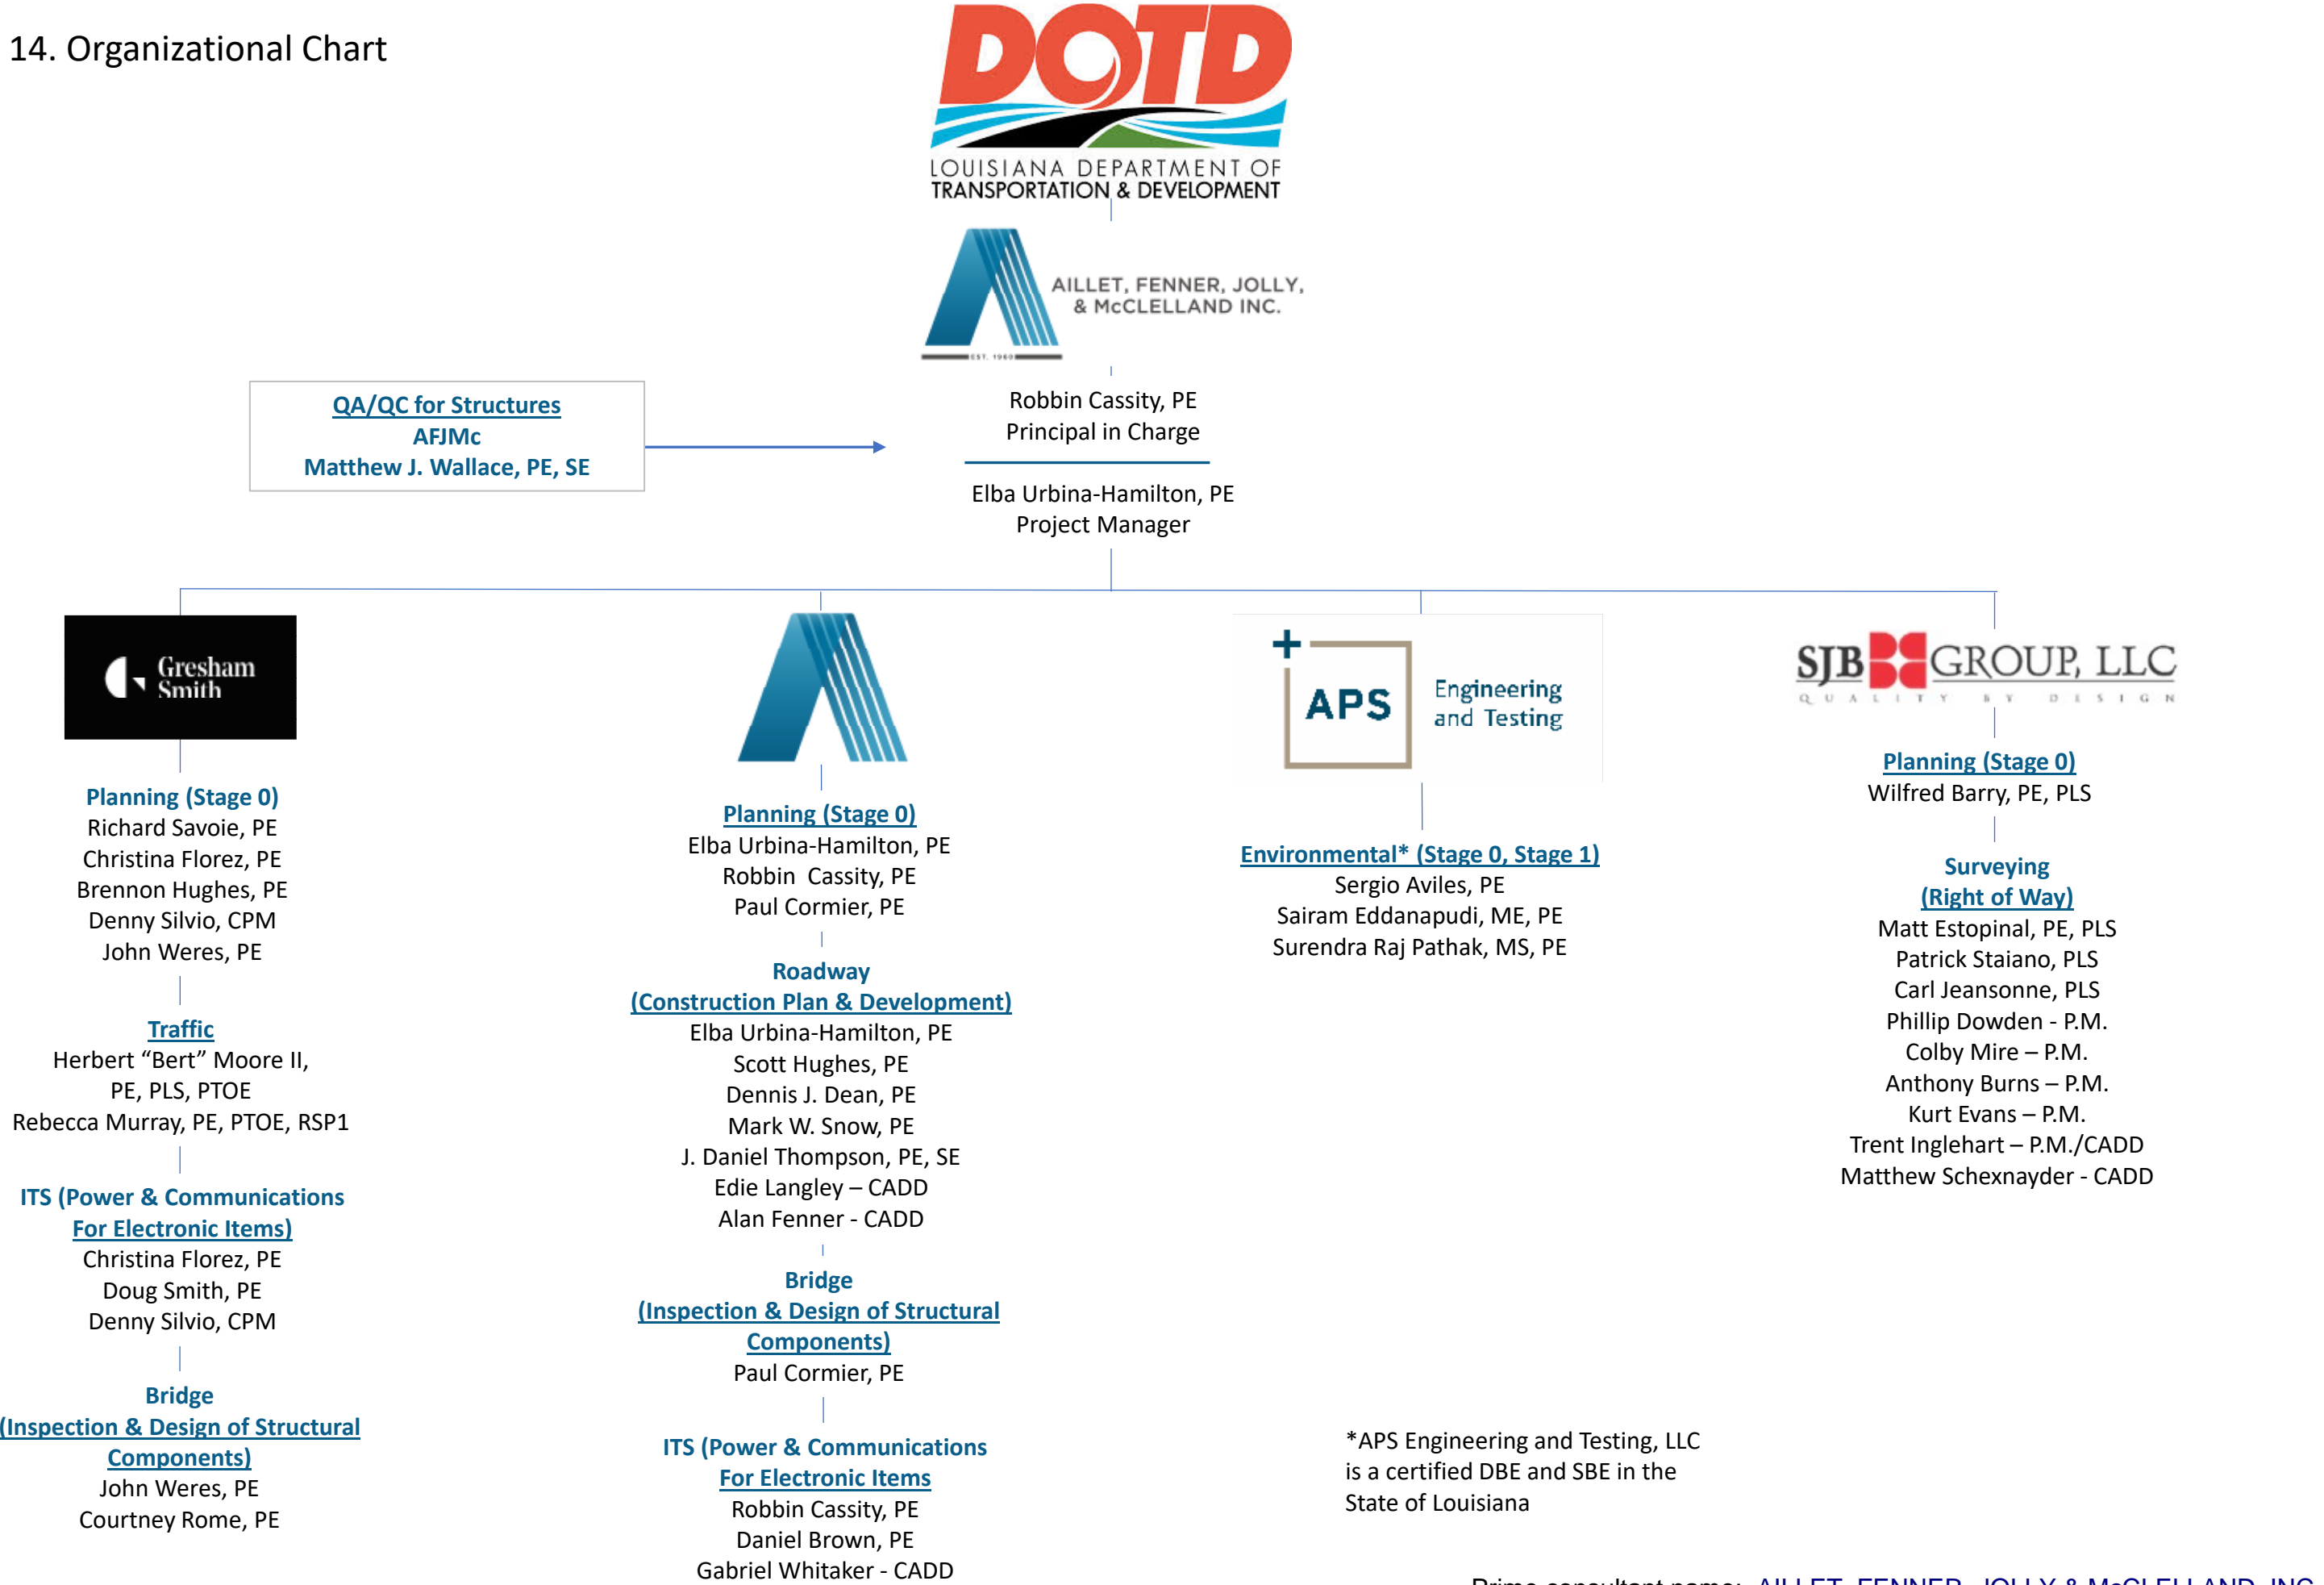 14. Organizational Chart
DOTD
LOUISIANA DEPARTMENT OF
TRANSPORTATION & DEVELOPMENT
AILLET, FENNER, JOLLY,
& McCLELLAND INC.
EST. 1960
QA/QC for Structures
AFJMc
Matthew J. Wallace, PE, SE
Robbin Cassity, PE
Principal in Charge
Elba Urbina-Hamilton, PE
Project Manager
Gresham
Smith
Planning (Stage 0)
Richard Savoie, PE
Christina Florez, PE
Brennon Hughes, PE
Denny Silvio, CPM
John Weres, PE
Traffic
Herbert “Bert” Moore II,
PE, PLS, PTOE
Rebecca Murray, PE, PTOE, RSP1
ITS (Power & Communications
For Electronic Items)
Christina Florez, PE
Doug Smith, PE
Denny Silvio, CPM
Bridge
(Inspection & Design of Structural
Components)
John Weres, PE
Courtney Rome, PE
Planning (Stage 0)
Elba Urbina-Hamilton, PE
Robbin  Cassity, PE
Paul Cormier, PE
Roadway
(Construction Plan & Development)
Elba Urbina-Hamilton, PE
Scott Hughes, PE
Dennis J. Dean, PE
Mark W. Snow, PE
J. Daniel Thompson, PE, SE
Edie Langley – CADD
Alan Fenner - CADD
Bridge
(Inspection & Design of Structural
Components)
Paul Cormier, PE
ITS (Power & Communications
For Electronic Items
Robbin Cassity, PE
Daniel Brown, PE
Gabriel Whitaker - CADD
APS
Engineering
and Testing
Environmental* (Stage 0, Stage 1)
Sergio Aviles, PE
Sairam Eddanapudi, ME, PE
Surendra Raj Pathak, MS, PE
*APS Engineering and Testing, LLC
is a certified DBE and SBE in the
State of Louisiana
SJB GROUP, LLC
QUALITY BY DESIGN
Planning (Stage 0)
Wilfred Barry, PE, PLS
Surveying
(Right of Way)
Matt Estopinal, PE, PLS
Patrick Staiano, PLS
Carl Jeansonne, PLS
Phillip Dowden - P.M.
Colby Mire – P.M.
Anthony Burns – P.M.
Kurt Evans – P.M.
Trent Inglehart – P.M./CADD
Matthew Schexnayder - CADD
Prime consultant name: AILLET, FENNER, JOLLY & McCLELLAND, INC